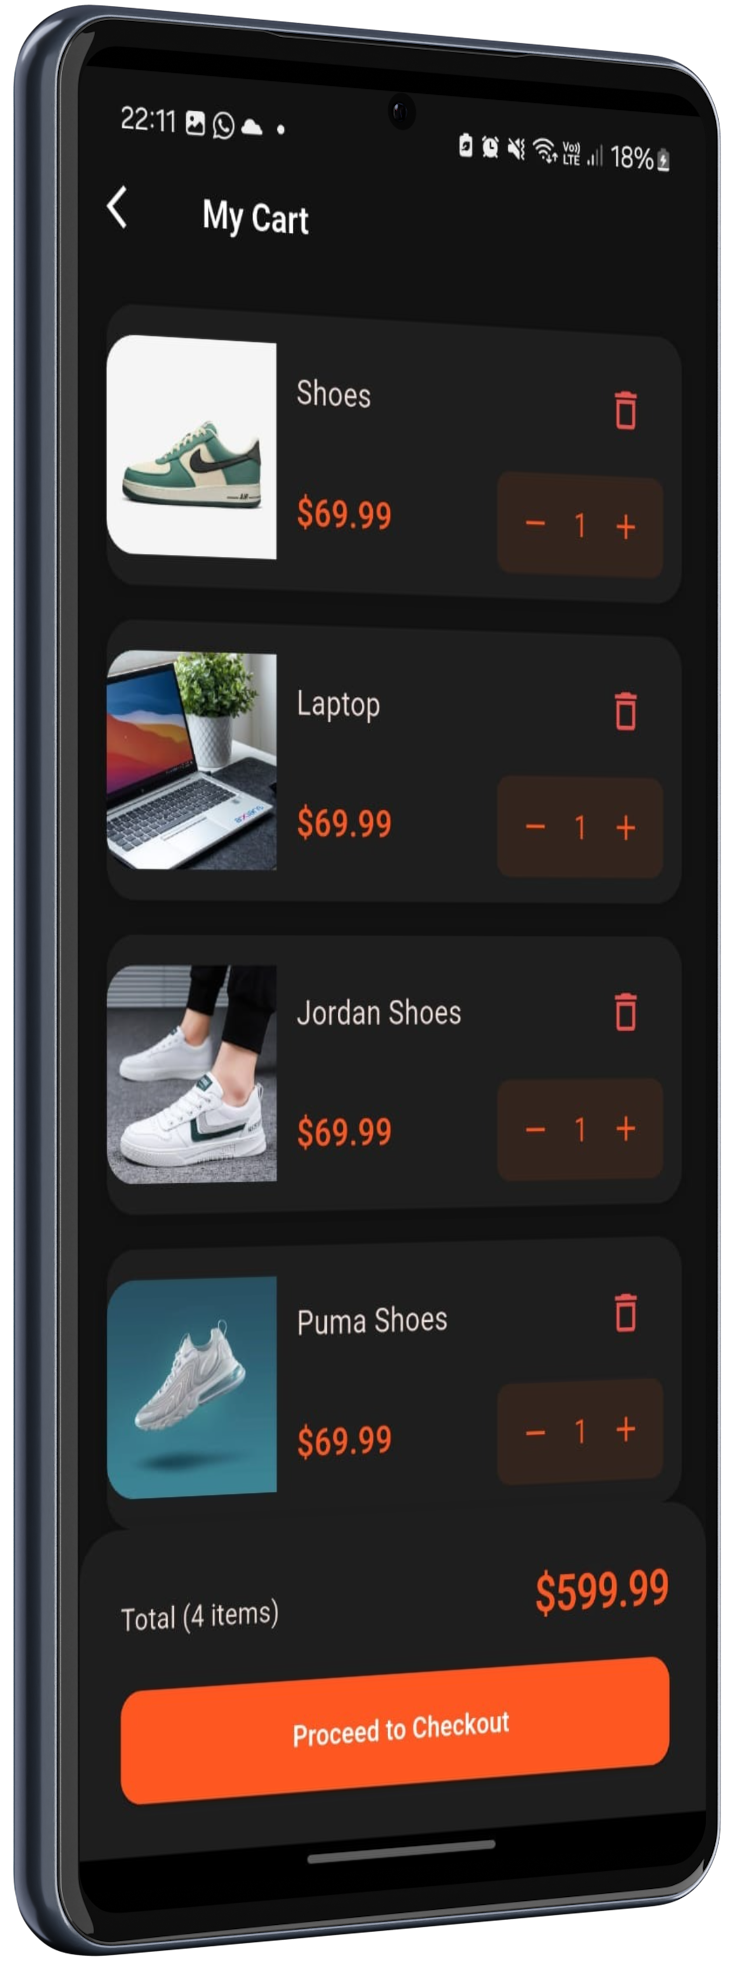 22:11
Vo))
LTE
18%
My Cart
Shoes
$69.99
− 1 +
Laptop
$69.99
− 1 +
Jordan Shoes
$69.99
− 1 +
Puma Shoes
$69.99
− 1 +
Total (4 items)
$599.99
Proceed to Checkout